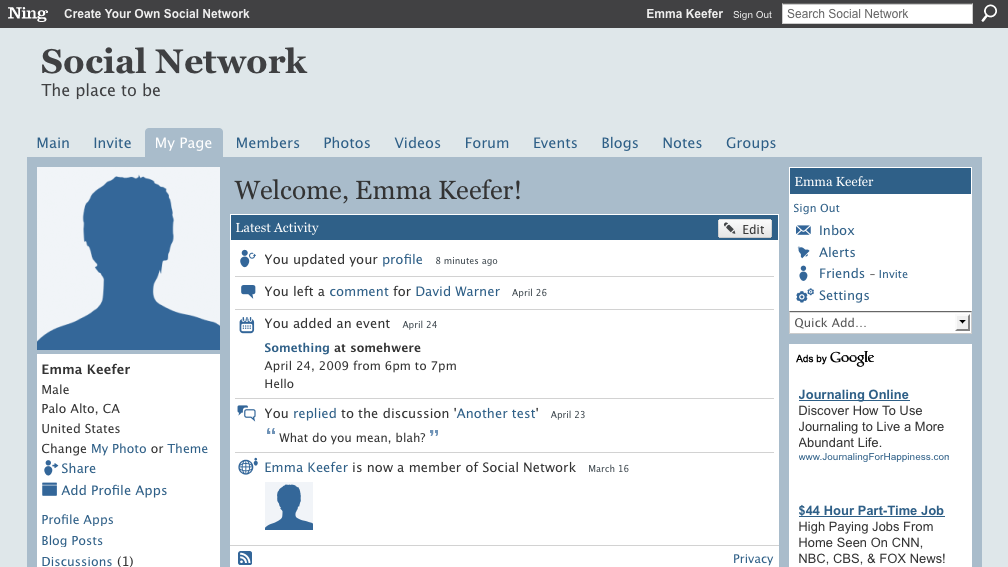 Ning Create Your Own Social Network Emma Keefer Sign Out Search Social Network
Social Network
The place to be
Main Invite My Page Members Photos Videos Forum Events Blogs Notes Groups
Emma Keefer
Male
Palo Alto, CA
United States
Change My Photo or Theme
Share
Add Profile Apps
Profile Apps
Blog Posts
Discussions (1)
Welcome, Emma Keefer!
Latest Activity Edit
You updated your profile 8 minutes ago
You left a comment for David Warner April 26
You added an event April 24
Something at somehwere
April 24, 2009 from 6pm to 7pm
Hello
You replied to the discussion 'Another test' April 23
“ What do you mean, blah? ”
Emma Keefer is now a member of Social Network March 16
Privacy
Emma Keefer
Sign Out
Inbox
Alerts
Friends – Invite
Settings
Quick Add...
Ads by Google
Journaling Online
Discover How To Use
Journaling to Live a More
Abundant Life.
www.JournalingForHappiness.con
$44 Hour Part-Time Job
High Paying Jobs From
Home Seen On CNN,
NBC, CBS, & FOX News!